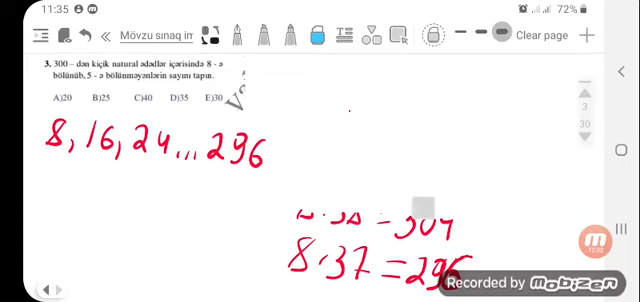 11:35
72%
Mövzu sınaq im
Clear page
3. 300 – dən kiçik natural ədədlər içərisində 8 - ə
bölünüb, 5 - ə bölünməyənlərin sayını tapın.
A)20 B)25 C)40 D)35 E)30
3
30
8, 16, 24 ... 296
= 304
8 · 37 = 296
Recorded by mobizen